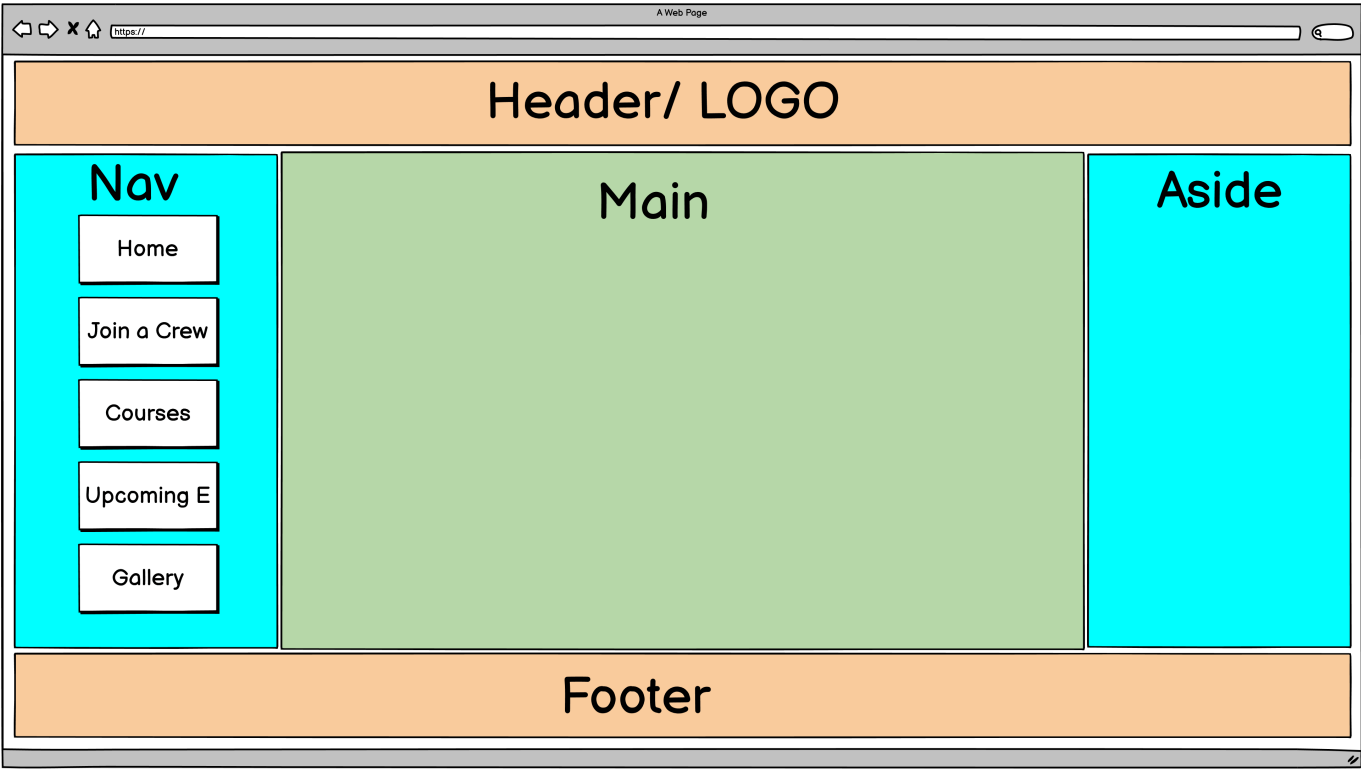 A Web Page
https://
Header/ LOGO
Nav
Main
Aside
Home
Join a Crew
Courses
Upcoming E
Gallery
Footer